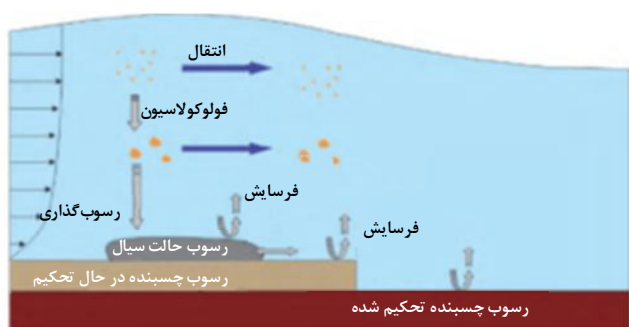 انتقال
فولوکولاسیون
فرسایش
رسوب‌گذاری
فرسایش
رسوب حالت سیال
رسوب چسبنده در حال تحکیم
رسوب چسبنده تحکیم شده